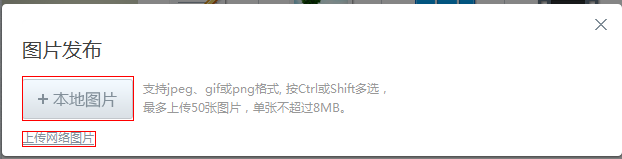 图片发布
+ 本地图片
支持jpeg、gif或png格式, 按Ctrl或Shift多选，
最多上传50张图片，单张不超过8MB。
上传网络图片